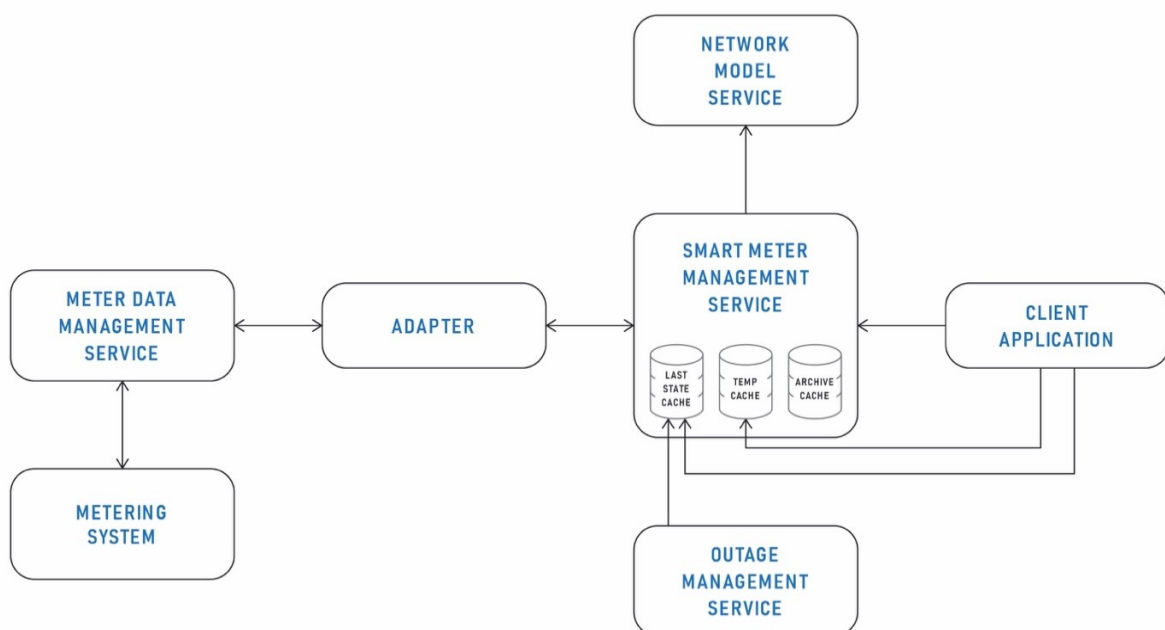 NETWORK
MODEL
SERVICE
SMART METER
MANAGEMENT
SERVICE
METER DATA
MANAGEMENT
SERVICE
ADAPTER
CLIENT
APPLICATION
LAST
STATE
CACHE
TEMP
CACHE
ARCHIVE
CACHE
METERING
SYSTEM
OUTAGE
MANAGEMENT
SERVICE